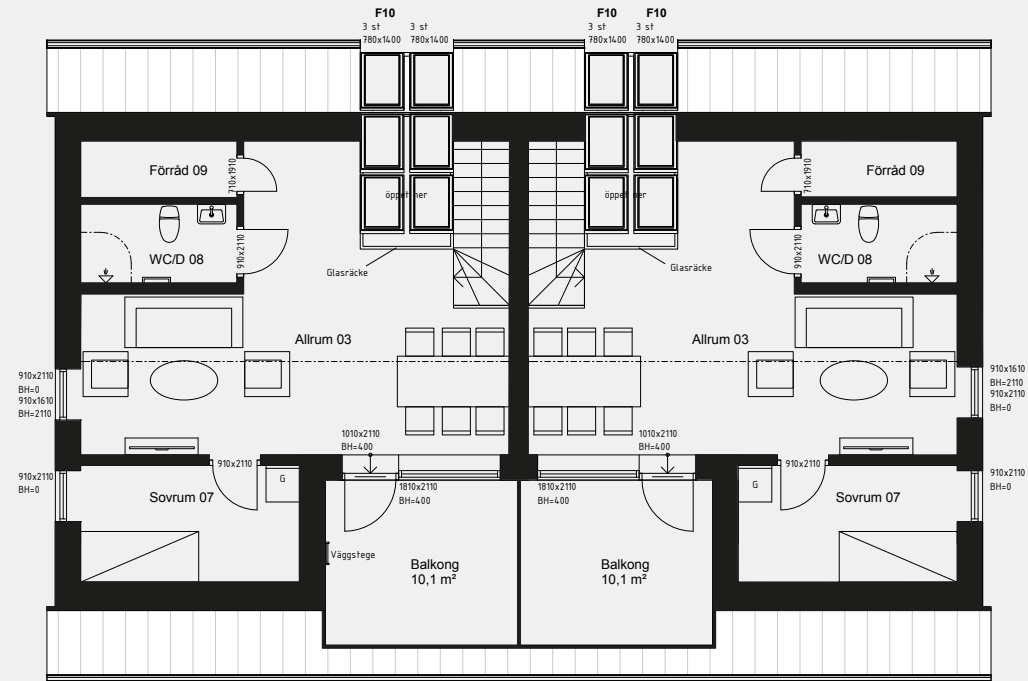 F10
F10 F10
3 st 3 st
780x1400 780x1400
3 st 3 st
780x1400 780x1400
Förråd 09
710x1910
710x1910
Förråd 09
WC/D 08
910x2110
910x2110
WC/D 08
Glasräcke
Glasräcke
Allrum 03
Allrum 03
910x2110
BH=0
910x1610
BH=2110
910x1610
BH=2110
910x2110
BH=0
1010x2110
BH=400
1010x2110
BH=400
910x2110
BH=0
910x2110
G
1810x2110
BH=400
1810x2110
BH=400
910x2110
G
910x2110
BH=0
Sovrum 07
Sovrum 07
Väggstege
Balkong
10,1 m²
Balkong
10,1 m²